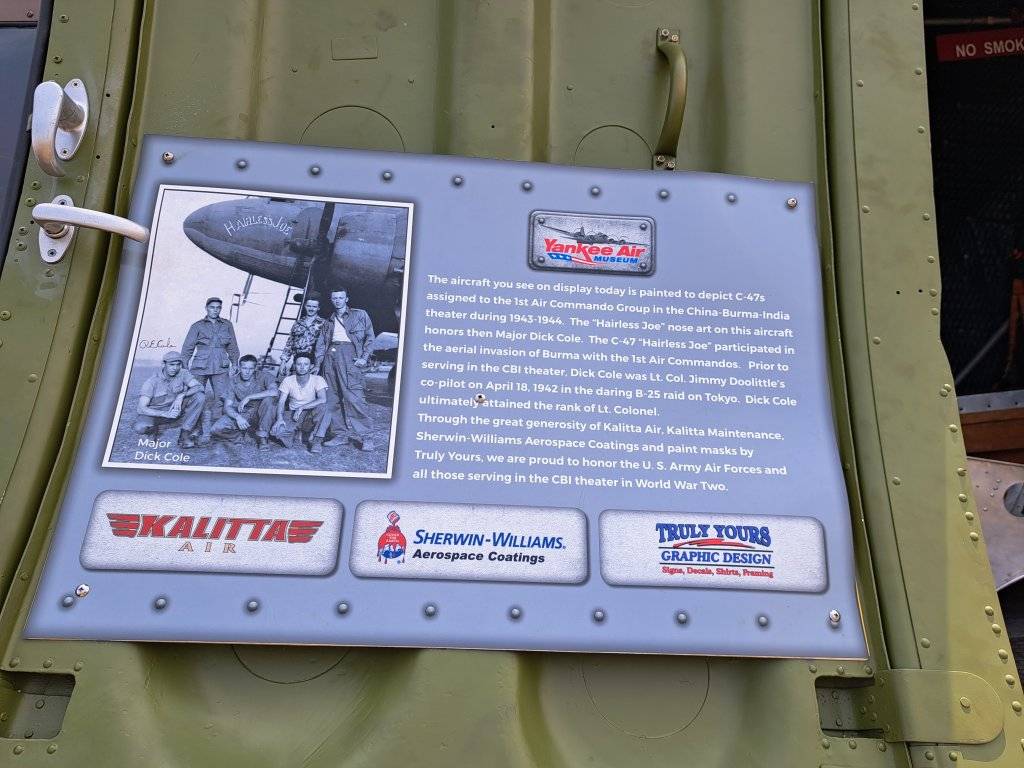 NO SMOK
HAIRLESS JOE
Yankee Air
MUSEUM
The aircraft you see on display today is painted to depict C-47s
assigned to the 1st Air Commando Group in the China-Burma-India
theater during 1943-1944. The "Hairless Joe" nose art on this aircraft
honors then Major Dick Cole. The C-47 "Hairless Joe" participated in
the aerial invasion of Burma with the 1st Air Commandos. Prior to
serving in the CBI theater, Dick Cole was Lt. Col. Jimmy Doolittle's
co-pilot on April 18, 1942 in the daring B-25 raid on Tokyo. Dick Cole
ultimately attained the rank of Lt. Colonel.
Through the great generosity of Kalitta Air, Kalitta Maintenance,
Sherwin-Williams Aerospace Coatings and paint masks by
Truly Yours, we are proud to honor the U. S. Army Air Forces and
all those serving in the CBI theater in World War Two.
R.E. Cole
Major
Dick Cole
KALITTA
AIR
SHERWIN-WILLIAMS.
Aerospace Coatings
TRULY YOURS
GRAPHIC DESIGN
Signs, Decals, Shirts, Framing